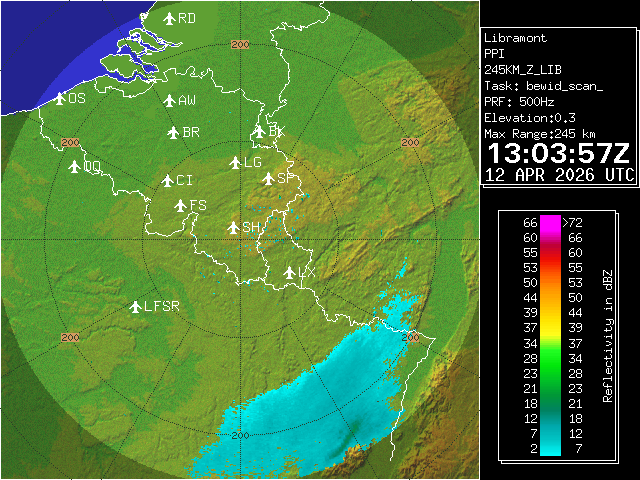 RD
200
OS
AW
BR
BK
200
200
OQ
LG
CI
SP
FS
SH
LX
LFSR
200
200
200
Libramont
PPI
245KM_Z_LIB
Task: bewid_scan_
PRF: 500Hz
Elevation:0.3
Max Range:245 km
13:03:57Z
12 APR 2026 UTC
66 >72
60 66
55 60
53 55
50 53
44 50
39 44
37 39
34 37
28 34
23 28
21 23
18 21
12 18
7 12
2 7
Reflectivity in dBZ